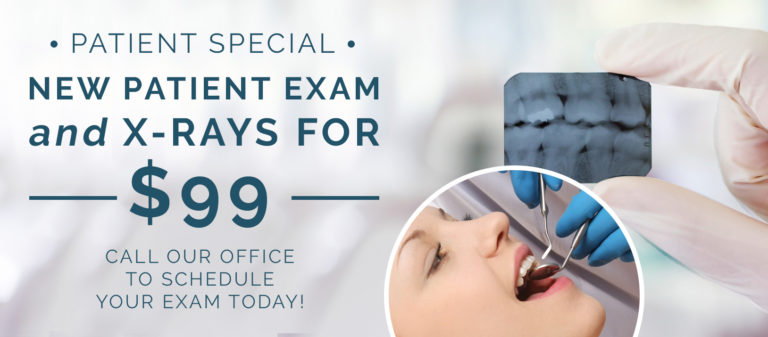 • PATIENT SPECIAL •
NEW PATIENT EXAM
and X-RAYS FOR
$99
CALL OUR OFFICE
TO SCHEDULE
YOUR EXAM TODAY!